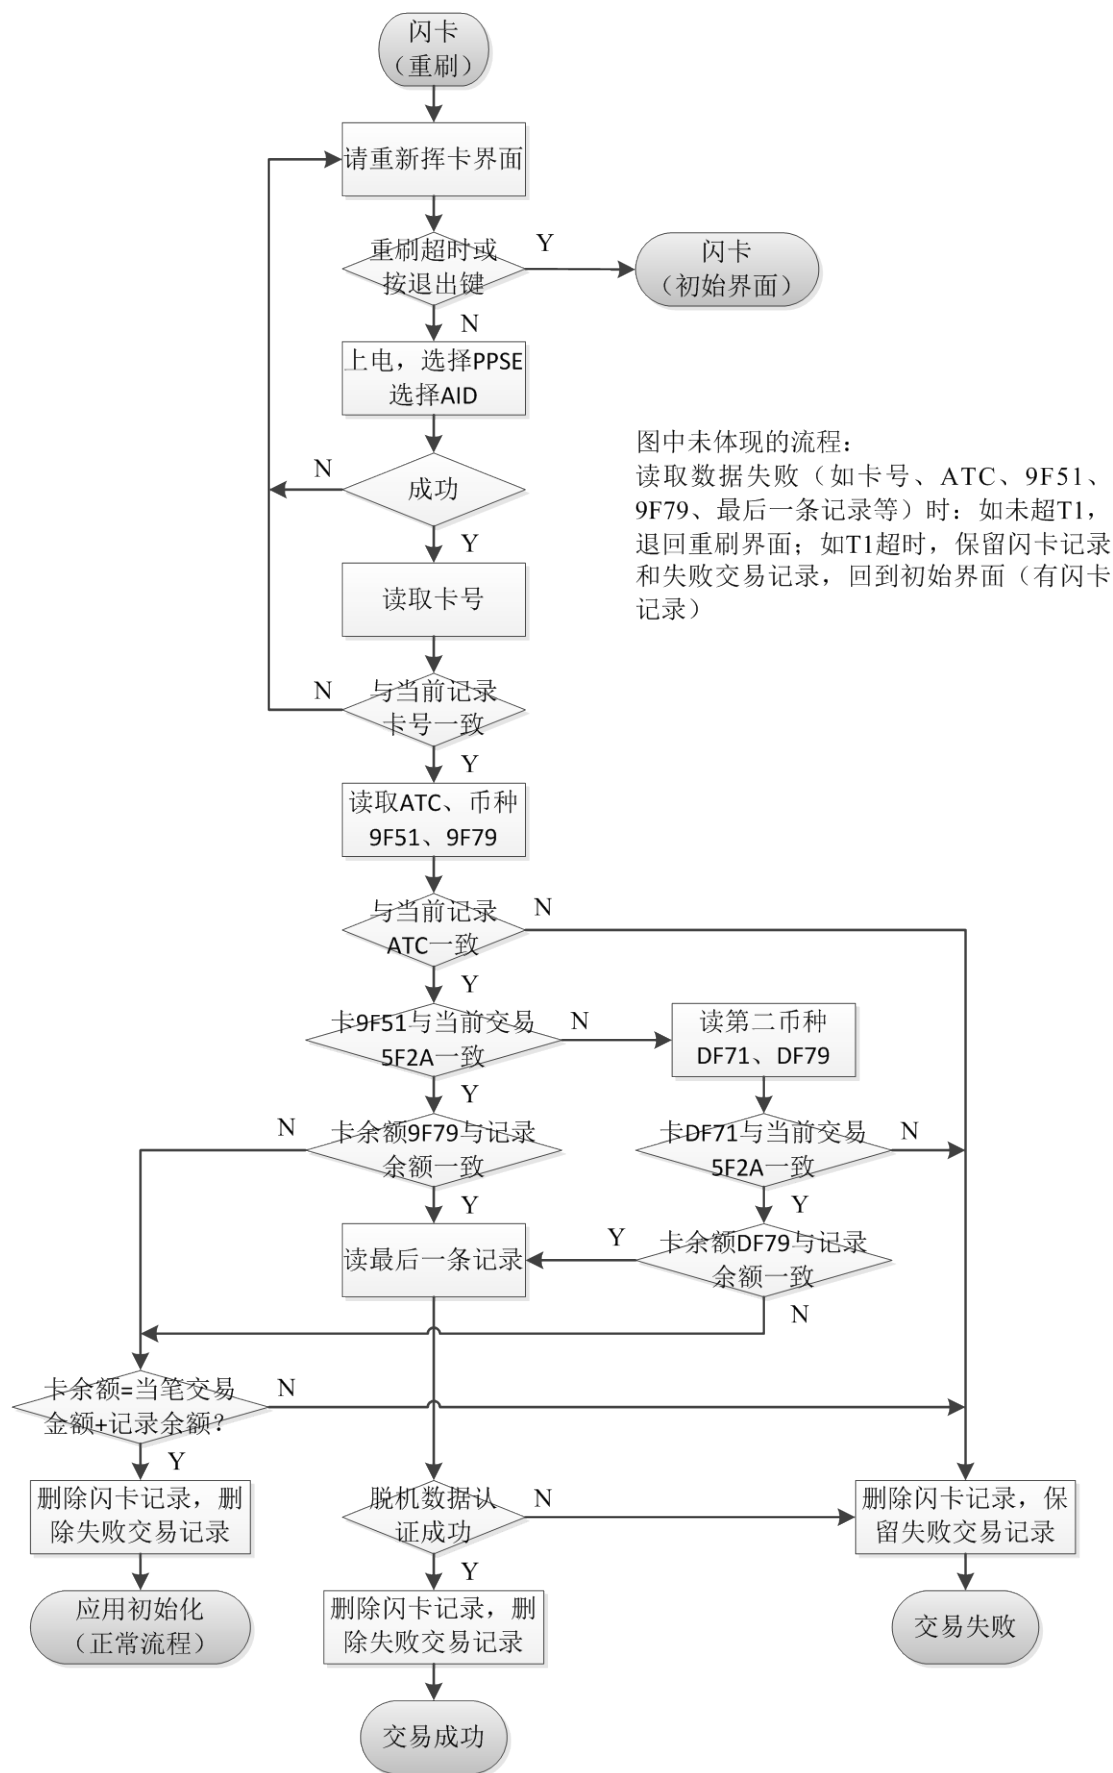 闪卡
（重刷）
请重新挥卡界面
重刷超时或
按退出键
Y
闪卡
（初始界面）
N
上电，选择PPSE
选择AID
图中未体现的流程：
读取数据失败（如卡号、ATC、9F51、
9F79、最后一条记录等）时：如未超T1，
退回重刷界面；如T1超时，保留闪卡记录
和失败交易记录，回到初始界面（有闪卡
记录）
N
成功
Y
读取卡号
N
与当前记录
卡号一致
Y
读取ATC、币种
9F51、9F79
与当前记录
ATC一致
N
Y
卡9F51与当前交易
5F2A一致
N
读第二币种
DF71、DF79
Y
N
卡余额9F79与记录
余额一致
卡DF71与当前交易
5F2A一致
N
Y
Y
读最后一条记录
Y
卡余额DF79与记录
余额一致
N
卡余额=当笔交易
金额+记录余额？
N
Y
删除闪卡记录，删
除失败交易记录
脱机数据认
证成功
N
删除闪卡记录，保
留失败交易记录
Y
应用初始化
（正常流程）
删除闪卡记录，删
除失败交易记录
交易失败
交易成功